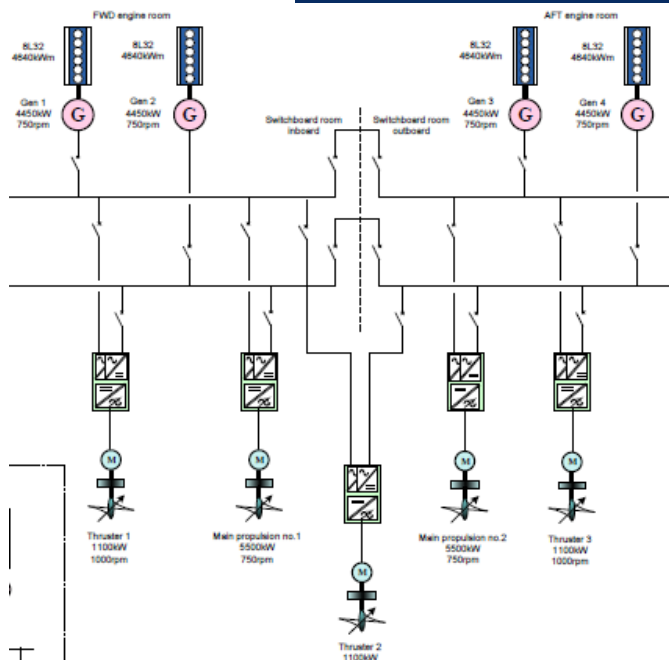 FWD engine room
AFT engine room
8L32
4640kWm
8L32
4640kWm
8L32
4640kWm
8L32
4640kWm
Gen 1
4450kW
750rpm
G
Gen 2
4450kW
750rpm
G
Switchboard room
inboard
Switchboard room
outboard
Gen 3
4450kW
750rpm
G
Gen 4
4450kW
750rpm
G
M
M
M
M
Thruster 1
1100kW
1000rpm
Main propulsion no.1
5500kW
750rpm
Main propulsion no.2
5500kW
750rpm
Thruster 3
1100kW
1000rpm
M
Thruster 2
1100kW